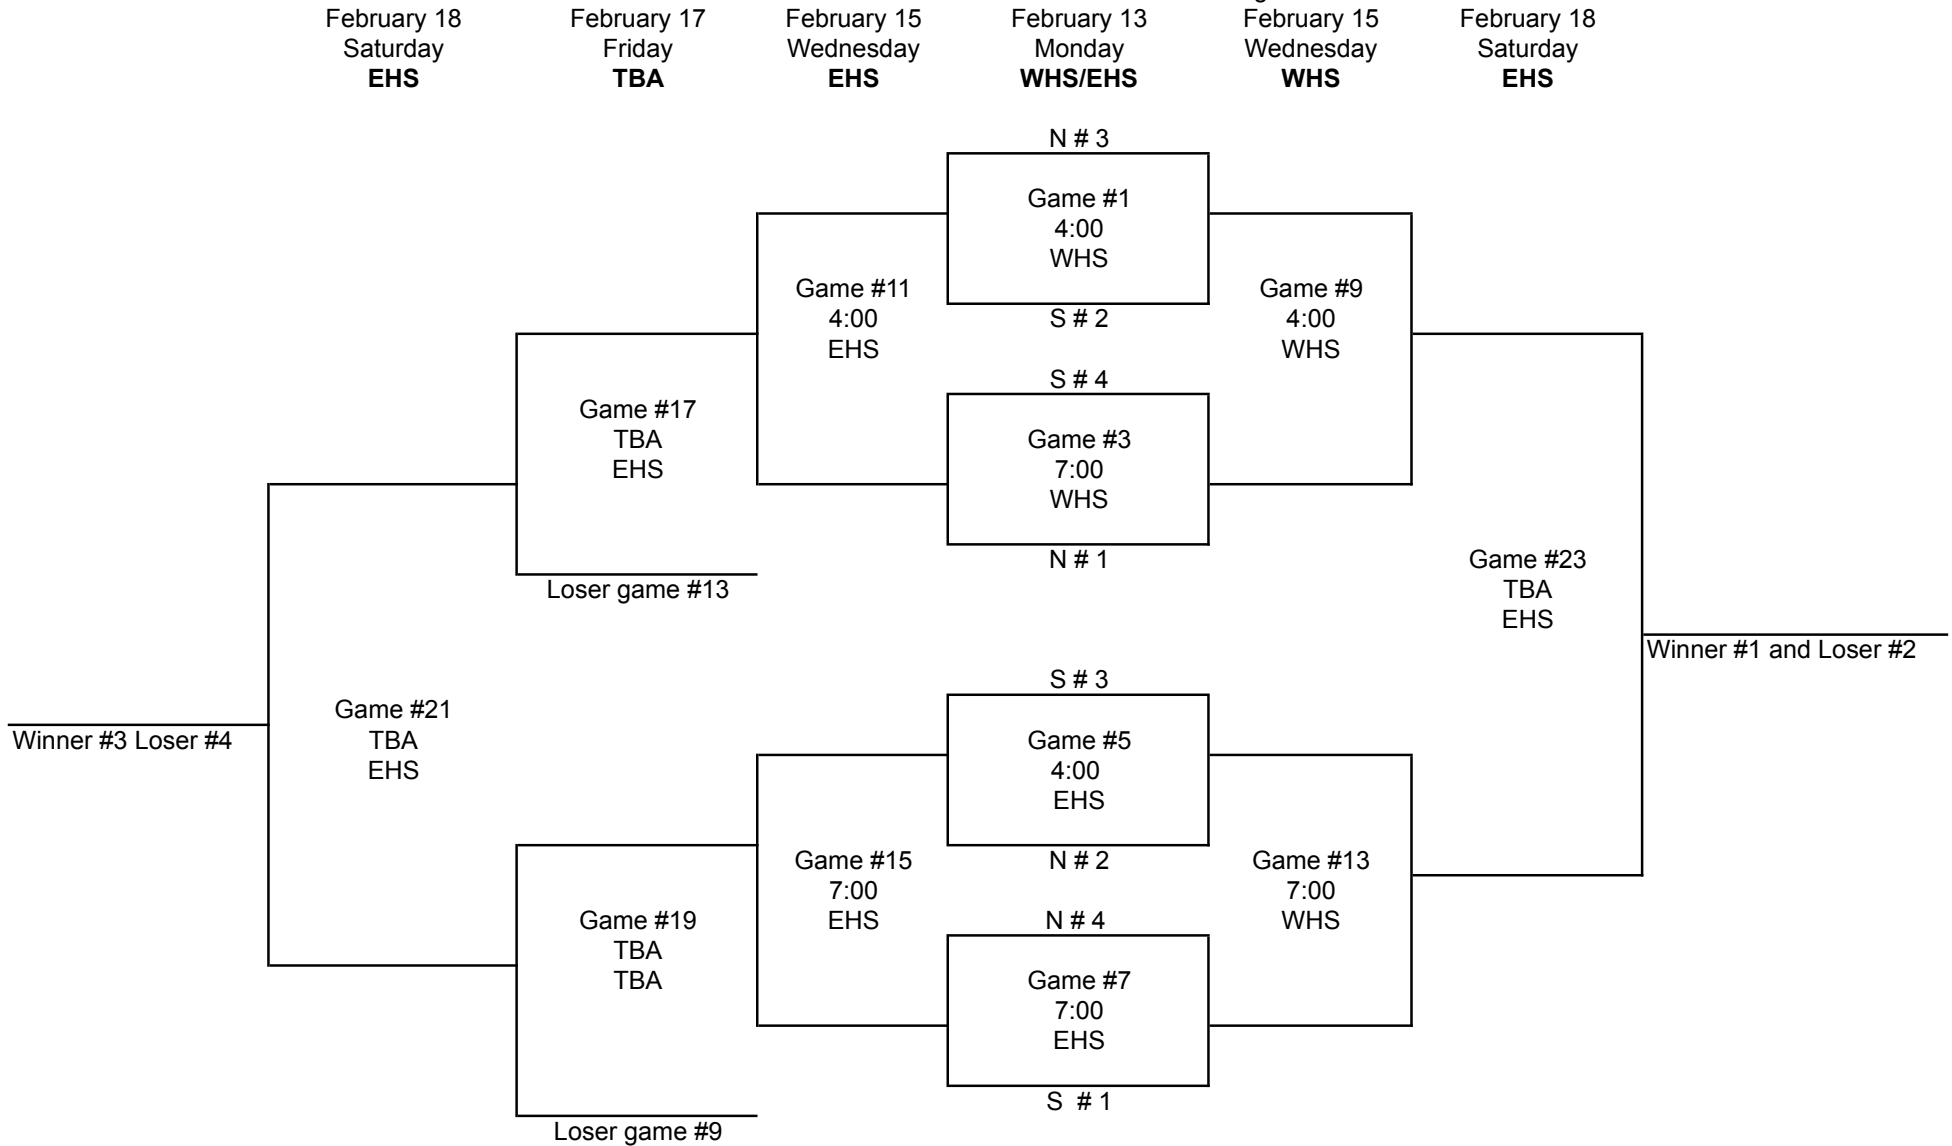 February 18
Saturday
EHS
February 17
Friday
TBA
February 15
Wednesday
EHS
February 13
Monday
WHS/EHS
February 15
Wednesday
WHS
February 18
Saturday
EHS
N # 3
Game #1
4:00
WHS
S # 2
Game #11
4:00
EHS
Game #9
4:00
WHS
S # 4
Game #3
7:00
WHS
N # 1
Game #17
TBA
EHS
Loser game #13
Game #23
TBA
EHS
Winner #1 and Loser #2
Game #21
TBA
EHS
Winner #3 Loser #4
S # 3
Game #5
4:00
EHS
N # 2
Game #15
7:00
EHS
Game #13
7:00
WHS
N # 4
Game #7
7:00
EHS
S # 1
Game #19
TBA
TBA
Loser game #9